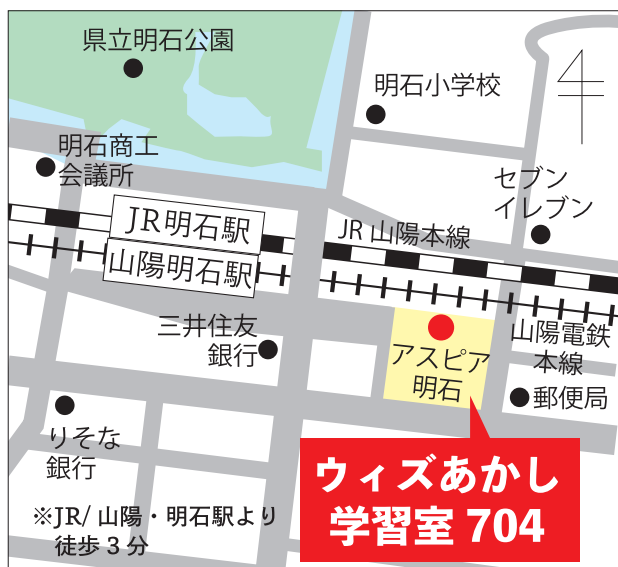 県立明石公園
明石小学校
明石商工
会議所
セブン
イレブン
JR明石駅
JR 山陽本線
山陽明石駅
三井住友
銀行
山陽電鉄
本線
アスピア
明石
郵便局
りそな
銀行
ウィズあかし
学習室 704
※JR/ 山陽・明石駅より
徒歩 3 分